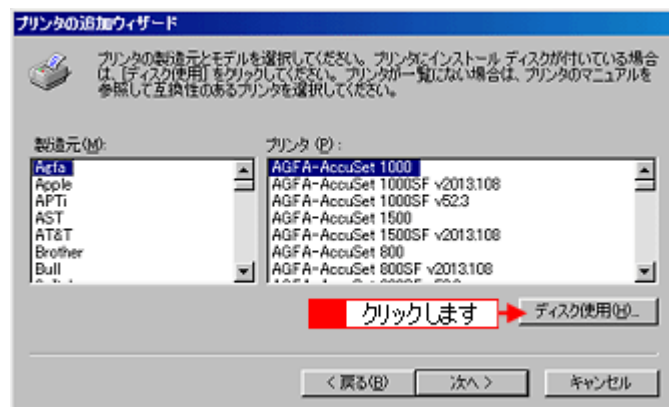 プリンタの追加ウィザード
プリンタの製造元とモデルを選択してください。プリンタにインストール ディスクが付いている場合
は、[ディスク使用] をクリックしてください。プリンタが一覧にない場合は、プリンタのマニュアルを
参照して互換性のあるプリンタを選択してください。
製造元(M):
プリンタ (P) :
Agfa
Apple
APTi
AST
AT&T
Brother
Bull
AGFA-AccuSet 1000
AGFA-AccuSet 1000SF v2013.108
AGFA-AccuSet 1000SF v52.3
AGFA-AccuSet 1500
AGFA-AccuSet 1500SF v2013.108
AGFA-AccuSet 800
AGFA-AccuSet 800SF v2013.108
クリックします
ディスク使用(H)...
< 戻る(B)
次へ >
キャンセル